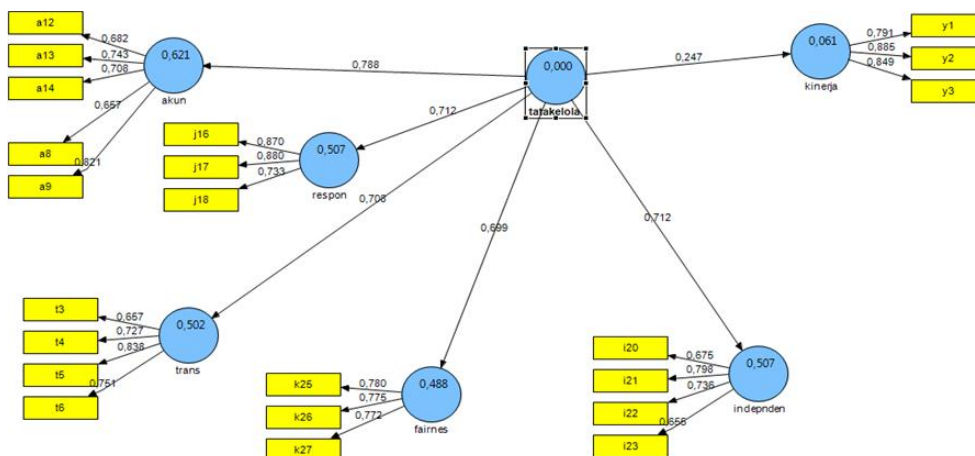 a12
0,682
a13
0,743
a14
0,708
0,621
akun
0,657
a8
0,821
a9
0,788
0,000
tatakelola
0,247
0,061
kinerja
0,791
y1
0,885
y2
0,849
y3
0,712
j16
0,870
j17
0,880
j18
0,733
0,507
respon
0,708
0,699
0,712
t3
0,657
t4
0,727
t5
0,838
t6
0,751
0,502
trans
k25
0,780
k26
0,775
k27
0,772
0,488
fairnes
i20
0,675
i21
0,798
i22
0,736
i23
0,655
0,507
indepnden